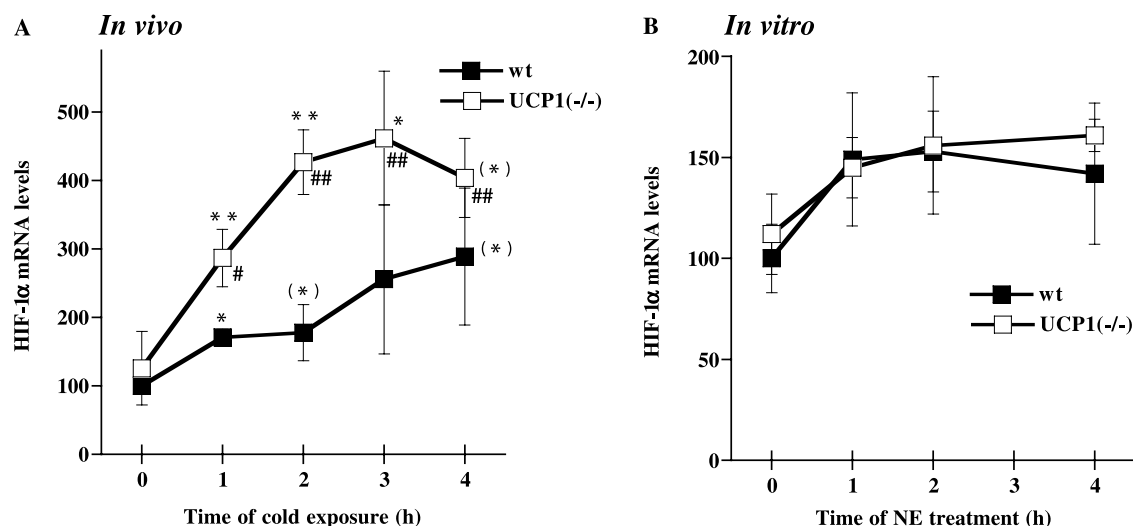 A In vivo
wt
UCP1(-/-)
HIF-1α mRNA levels
500
400
300
200
100
0
* *
#
* *
##
*
##
(*)
##
*
(*)
(*)
0 1 2 3 4
Time of cold exposure (h)
B In vitro
HIF-1α mRNA levels
200
150
100
50
0
wt
UCP1(-/-)
0 1 2 3 4
Time of NE treatment (h)